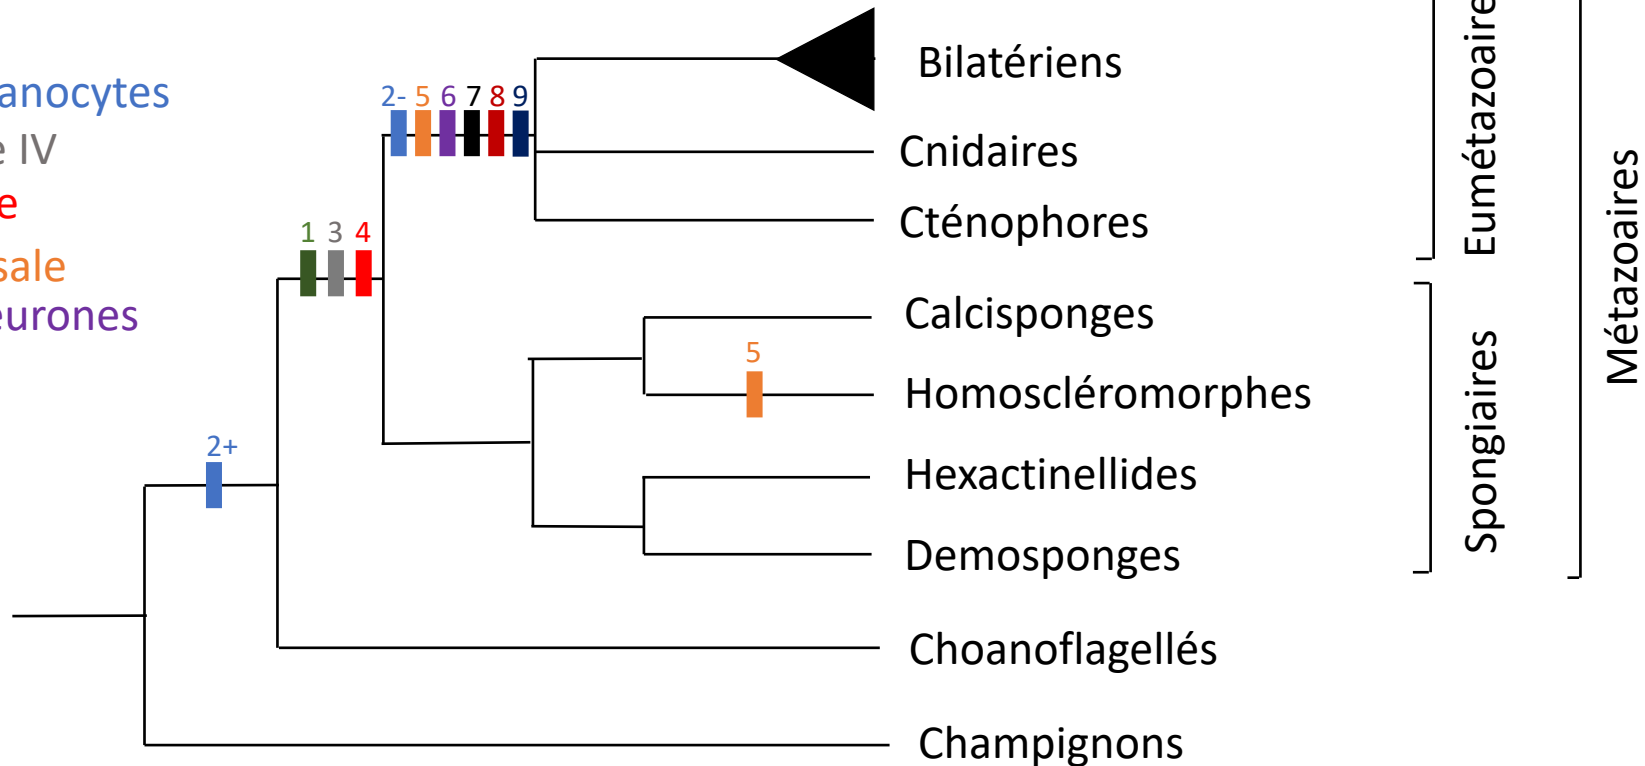 Bilatériens
anocytes
2- 5 6 7 8 9
e IV
Cnidaires
e
Cténophores
1 3 4
sale
eurones
Calcisponges
5
Homoscléromorphes
2+
Hexactinellides
Demosponges
Choanoflagellés
Champignons
Eumétazoaire
Spongiaires
Métazoaires